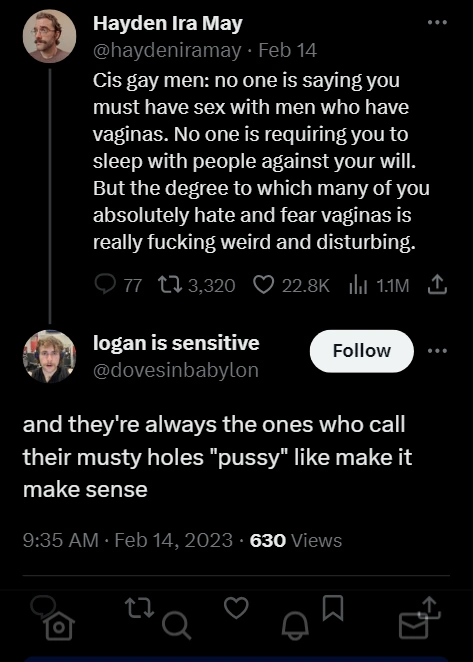 Hayden Ira May
@haydeniramay · Feb 14
Cis gay men: no one is saying you
must have sex with men who have
vaginas. No one is requiring you to
sleep with people against your will.
But the degree to which many of you
absolutely hate and fear vaginas is
really fucking weird and disturbing.
77 3,320 22.8K 1.1M
logan is sensitive
Follow
@dovesinbabylon
and they're always the ones who call
their musty holes "pussy" like make it
make sense
9:35 AM · Feb 14, 2023 · 630 Views